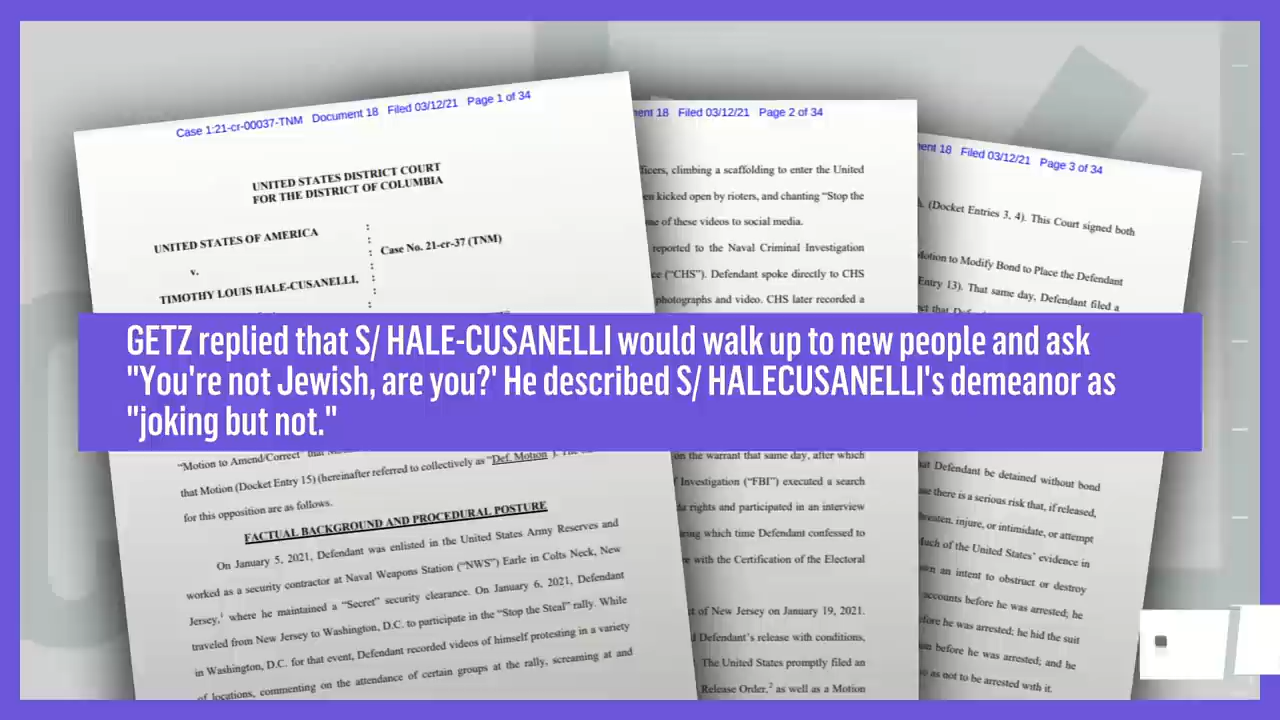 Case 1:21-cr-00037-TNM Document 18 Filed 03/12/21 Page 1 of 34
UNITED STATES DISTRICT COURT
FOR THE DISTRICT OF COLUMBIA
UNITED STATES OF AMERICA
v.
Case No. 21-cr-37 (TNM)
TIMOTHY LOUIS HALE-CUSANELLI,
GETZ replied that S/ HALE-CUSANELLI would walk up to new people and ask
"You're not Jewish, are you?' He described S/ HALECUSANELLI's demeanor as
"joking but not."
"Motion to Amend/Correct" that
that Motion (Docket Entry 15) (hereinafter referred to collectively as "Def. Motion"). The
for this opposition are as follows.
FACTUAL BACKGROUND AND PROCEDURAL POSTURE
On January 5, 2021, Defendant was enlisted in the United States Army Reserves and
worked as a security contractor at Naval Weapons Station ("NWS") Earle in Colts Neck, New
Jersey,1 where he maintained a "Secret" security clearance. On January 6, 2021, Defendant
traveled from New Jersey to Washington, D.C. to participate in the "Stop the Steal" rally. While
in Washington, D.C. for that event, Defendant recorded videos of himself protesting in a variety
of locations, commenting on the attendance of certain groups at the rally, screaming at and
18 Filed 03/12/21 Page 2 of 34
climbing a scaffolding to enter the United
kicked open by rioters, and chanting "Stop the
of these videos to social media.
reported to the Naval Criminal Investigation
("CHS"). Defendant spoke directly to CHS
photographs and video. CHS later recorded a
on the warrant that same day, after which
Investigation ("FBI") executed a search
rights and participated in an interview
which time Defendant confessed to
with the Certification of the Electoral
of New Jersey on January 19, 2021.
Defendant's release with conditions,
The United States promptly filed an
Release Order,2 as well as a Motion
18 Filed 03/12/21 Page 3 of 34
(Docket Entries 3, 4). This Court signed both
Motion to Modify Bond to Place the Defendant
Entry 13). That same day, Defendant filed a
that Defendant be detained without bond
there is a serious risk that, if released,
threaten, injure, or intimidate, or attempt
Much of the United States' evidence in
an intent to obstruct or destroy
accounts before he was arrested; he
before he was arrested; he hid the suit
before he was arrested; and he
so as not to be arrested with it.